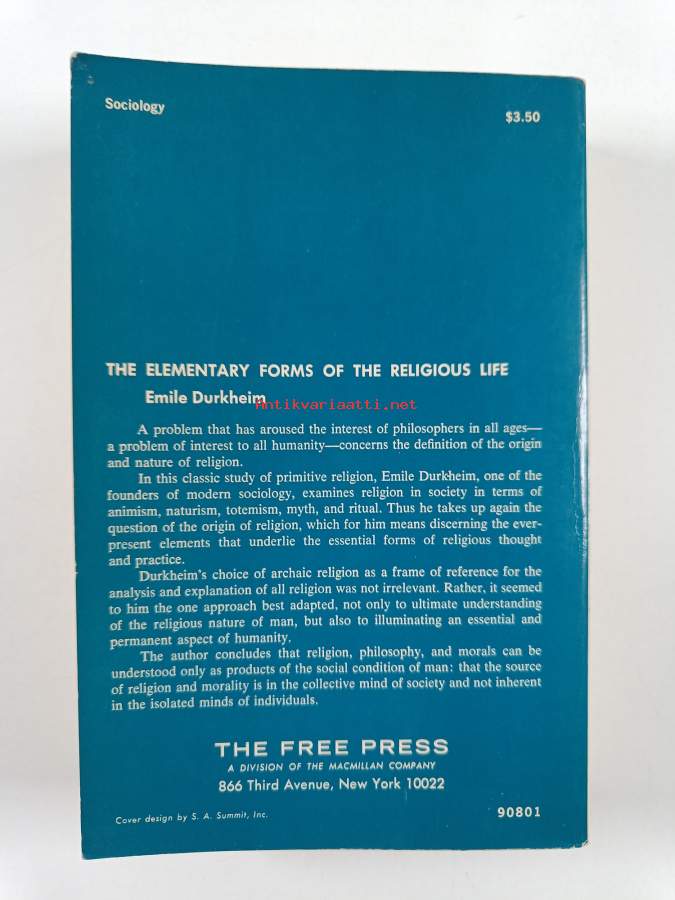 Sociology
$3.50
THE ELEMENTARY FORMS OF THE RELIGIOUS LIFE
Emile Durkheim
Antikvariaatti.net
A problem that has aroused the interest of philosophers in all ages—
a problem of interest to all humanity—concerns the definition of the origin
and nature of religion.
In this classic study of primitive religion, Emile Durkheim, one of the
founders of modern sociology, examines religion in society in terms of
animism, naturism, totemism, myth, and ritual. Thus he takes up again the
question of the origin of religion, which for him means discerning the ever-
present elements that underlie the essential forms of religious thought
and practice.
Durkheim's choice of archaic religion as a frame of reference for the
analysis and explanation of all religion was not irrelevant. Rather, it seemed
to him the one approach best adapted, not only to ultimate understanding
of the religious nature of man, but also to illuminating an essential and
permanent aspect of humanity.
The author concludes that religion, philosophy, and morals can be
understood only as products of the social condition of man: that the source
of religion and morality is in the collective mind of society and not inherent
in the isolated minds of individuals.
THE FREE PRESS
A DIVISION OF THE MACMILLAN COMPANY
866 Third Avenue, New York 10022
Cover design by S. A. Summit, Inc.
90801